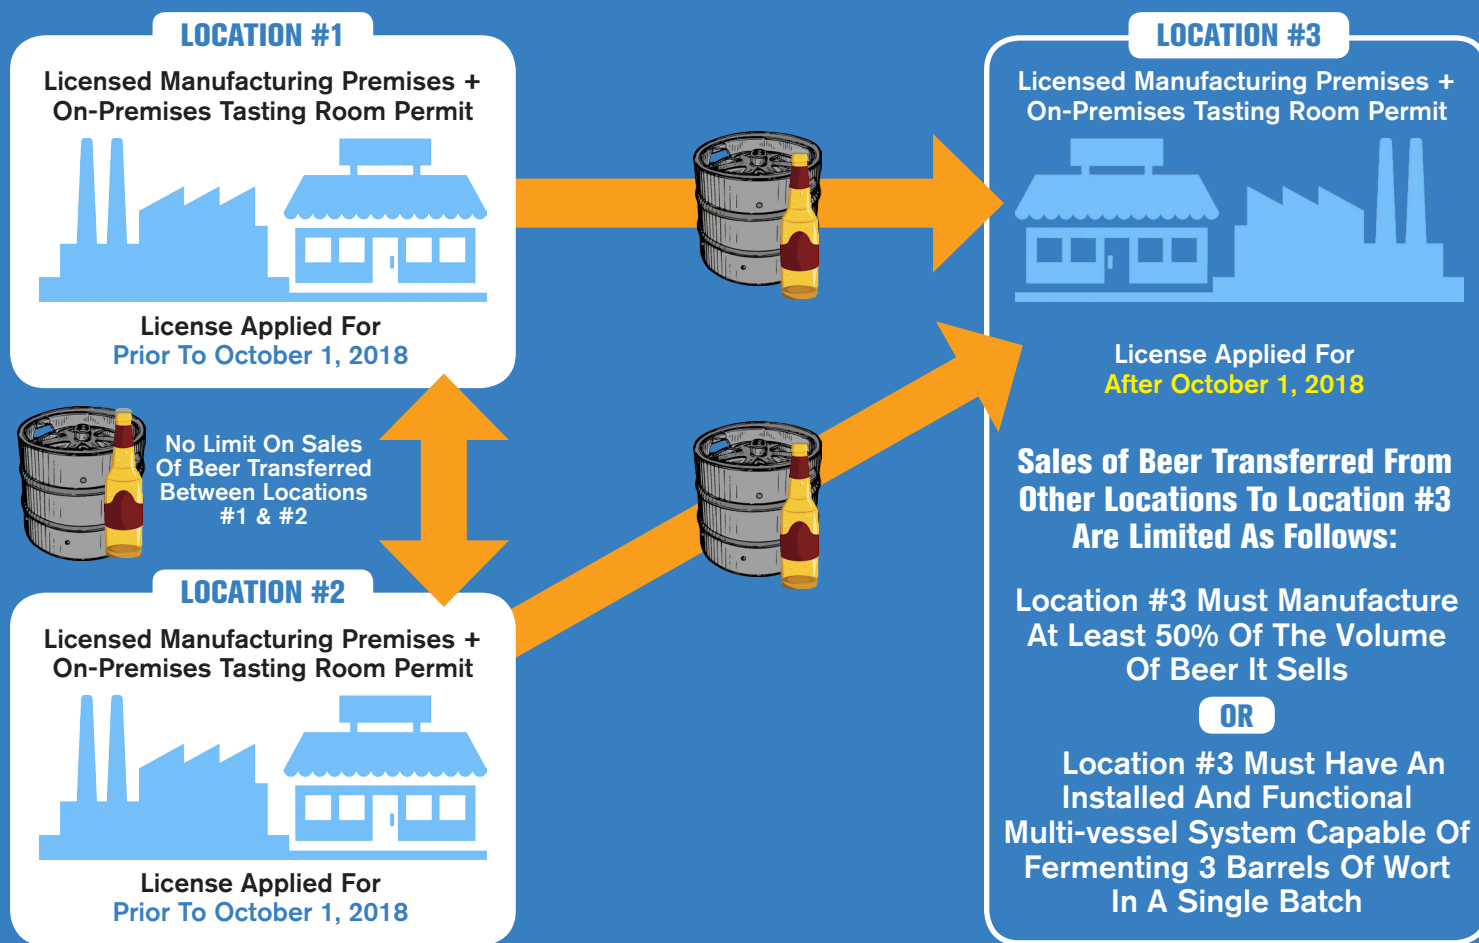 LOCATION #1
Licensed Manufacturing Premises +
On-Premises Tasting Room Permit
License Applied For
Prior To October 1, 2018
No Limit On Sales
Of Beer Transferred
Between Locations
#1 & #2
LOCATION #2
Licensed Manufacturing Premises +
On-Premises Tasting Room Permit
License Applied For
Prior To October 1, 2018
LOCATION #3
Licensed Manufacturing Premises +
On-Premises Tasting Room Permit
License Applied For
After October 1, 2018
Sales of Beer Transferred From
Other Locations To Location #3
Are Limited As Follows:
Location #3 Must Manufacture
At Least 50% Of The Volume
Of Beer It Sells
OR
Location #3 Must Have An
Installed And Functional
Multi-vessel System Capable Of
Fermenting 3 Barrels Of Wort
In A Single Batch